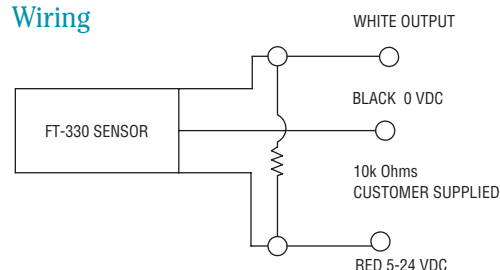 Wiring
WHITE OUTPUT
BLACK 0 VDC
FT-330 SENSOR
10k Ohms
CUSTOMER SUPPLIED
RED 5-24 VDC